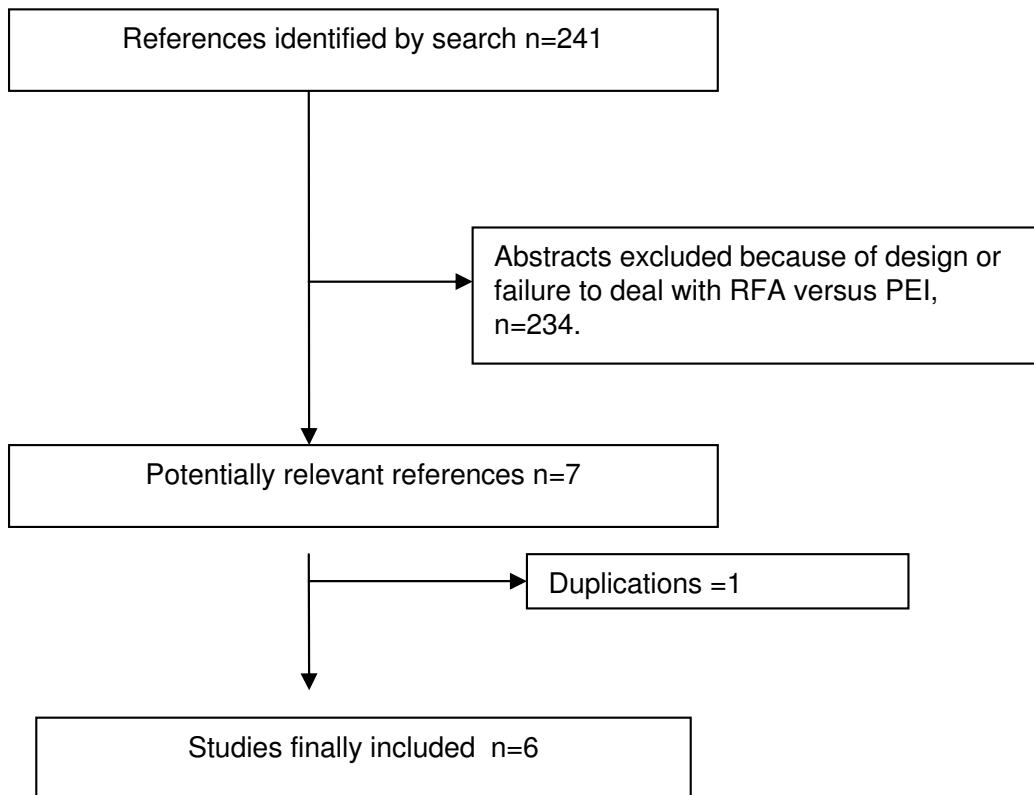 References identified by search n=241
Abstracts excluded because of design or
failure to deal with RFA versus PEI,
n=234.
Potentially relevant references n=7
Duplications =1
Studies finally included  n=6